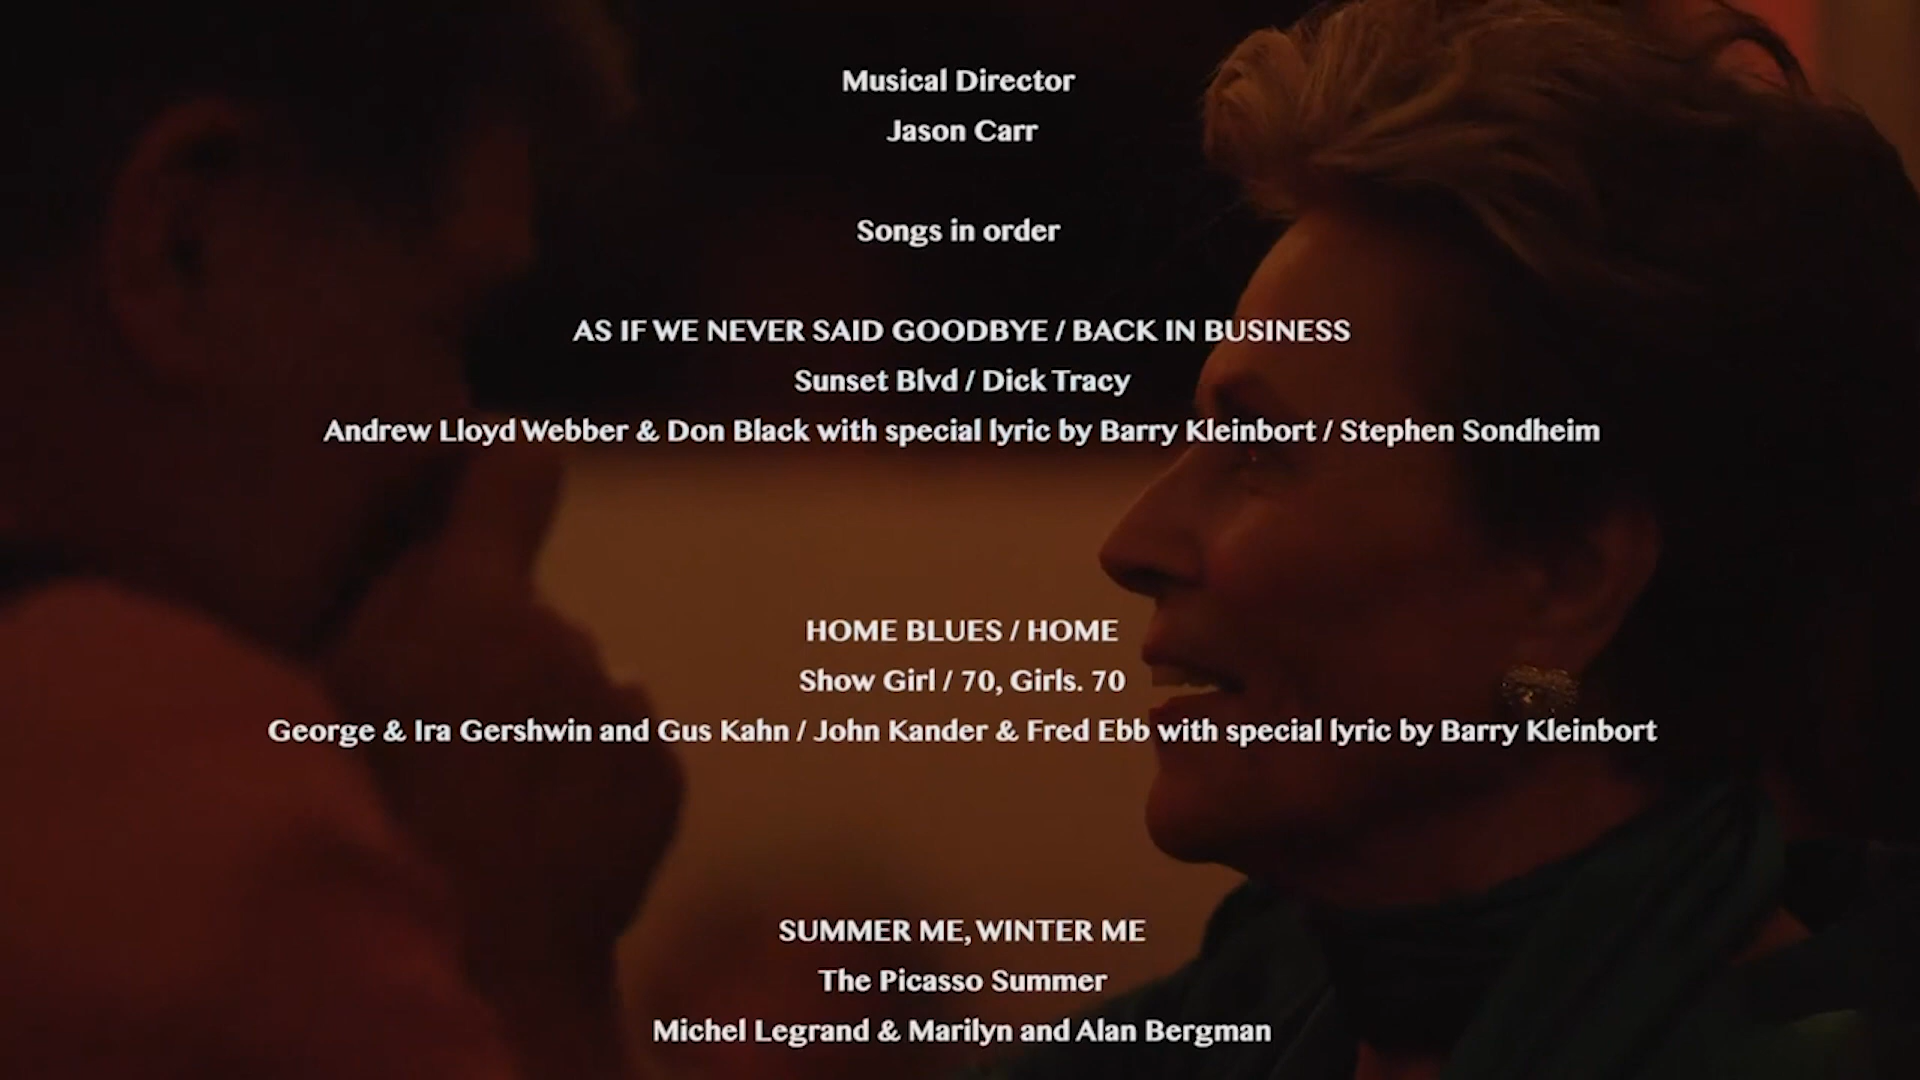 Musical Director
Jason Carr
Songs in order
AS IF WE NEVER SAID GOODBYE / BACK IN BUSINESS
Sunset Blvd / Dick Tracy
Andrew Lloyd Webber & Don Black with special lyric by Barry Kleinbort / Stephen Sondheim
HOME BLUES / HOME
Show Girl / 70, Girls. 70
George & Ira Gershwin and Gus Kahn / John Kander & Fred Ebb with special lyric by Barry Kleinbort
SUMMER ME, WINTER ME
The Picasso Summer
Michel Legrand & Marilyn and Alan Bergman